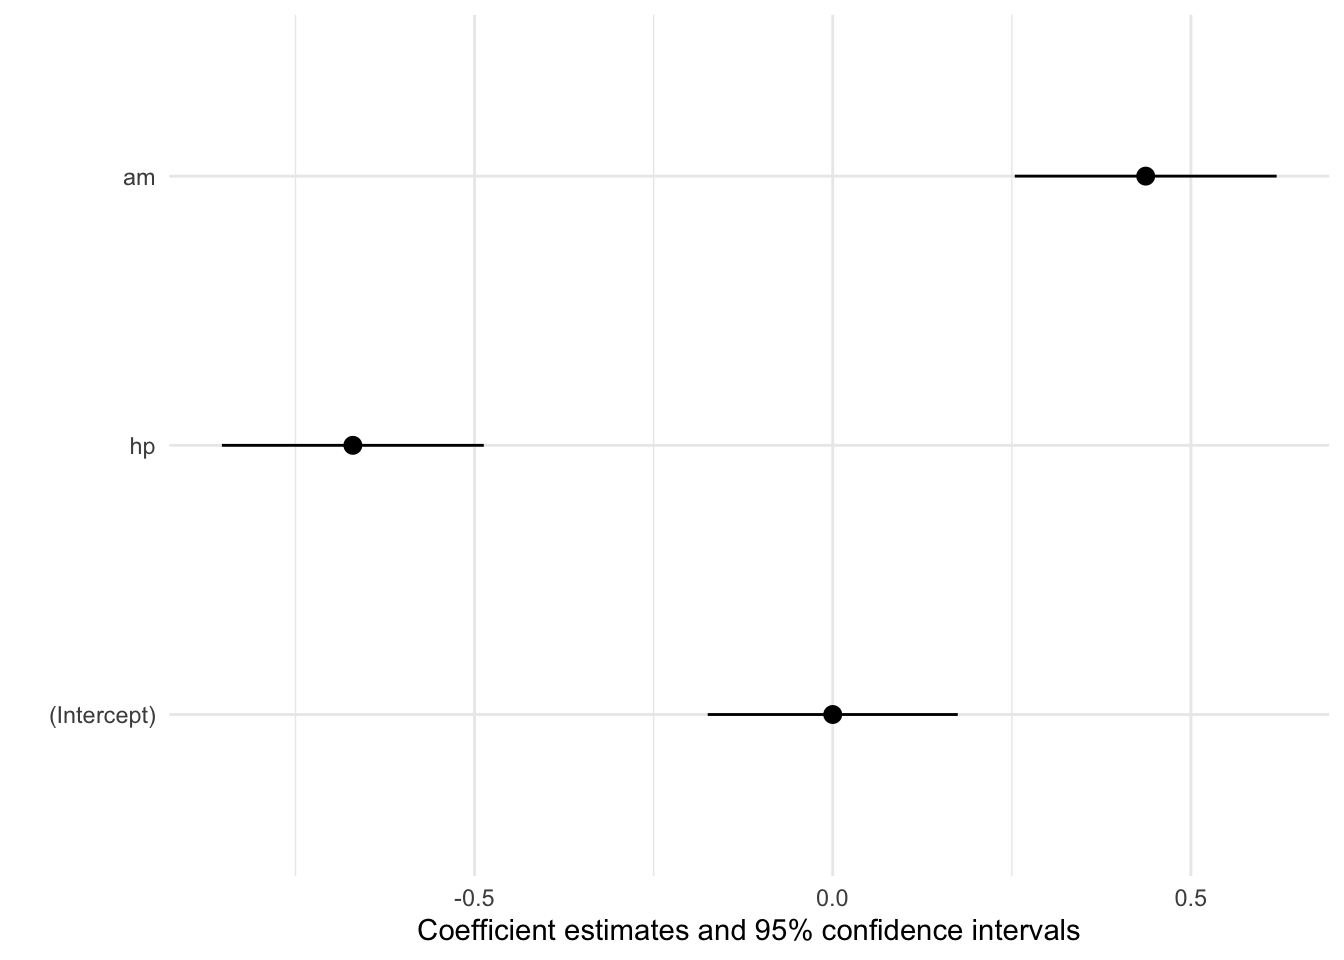 am
hp
(Intercept)
-0.5
0.0
0.5
Coefficient estimates and 95% confidence intervals